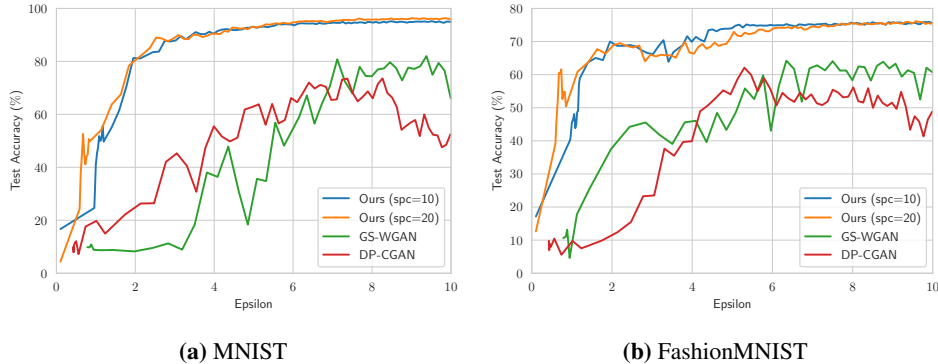 100
80
60
40
20
0
Test Accuracy (%)
Ours (spc=10)
Ours (spc=20)
GS-WGAN
DP-CGAN
0 2 4 6 8 10
Epsilon
(a) MNIST
80
70
60
50
40
30
20
10
0
Test Accuracy (%)
Ours (spc=10)
Ours (spc=20)
GS-WGAN
DP-CGAN
0 2 4 6 8 10
Epsilon
(b) FashionMNIST